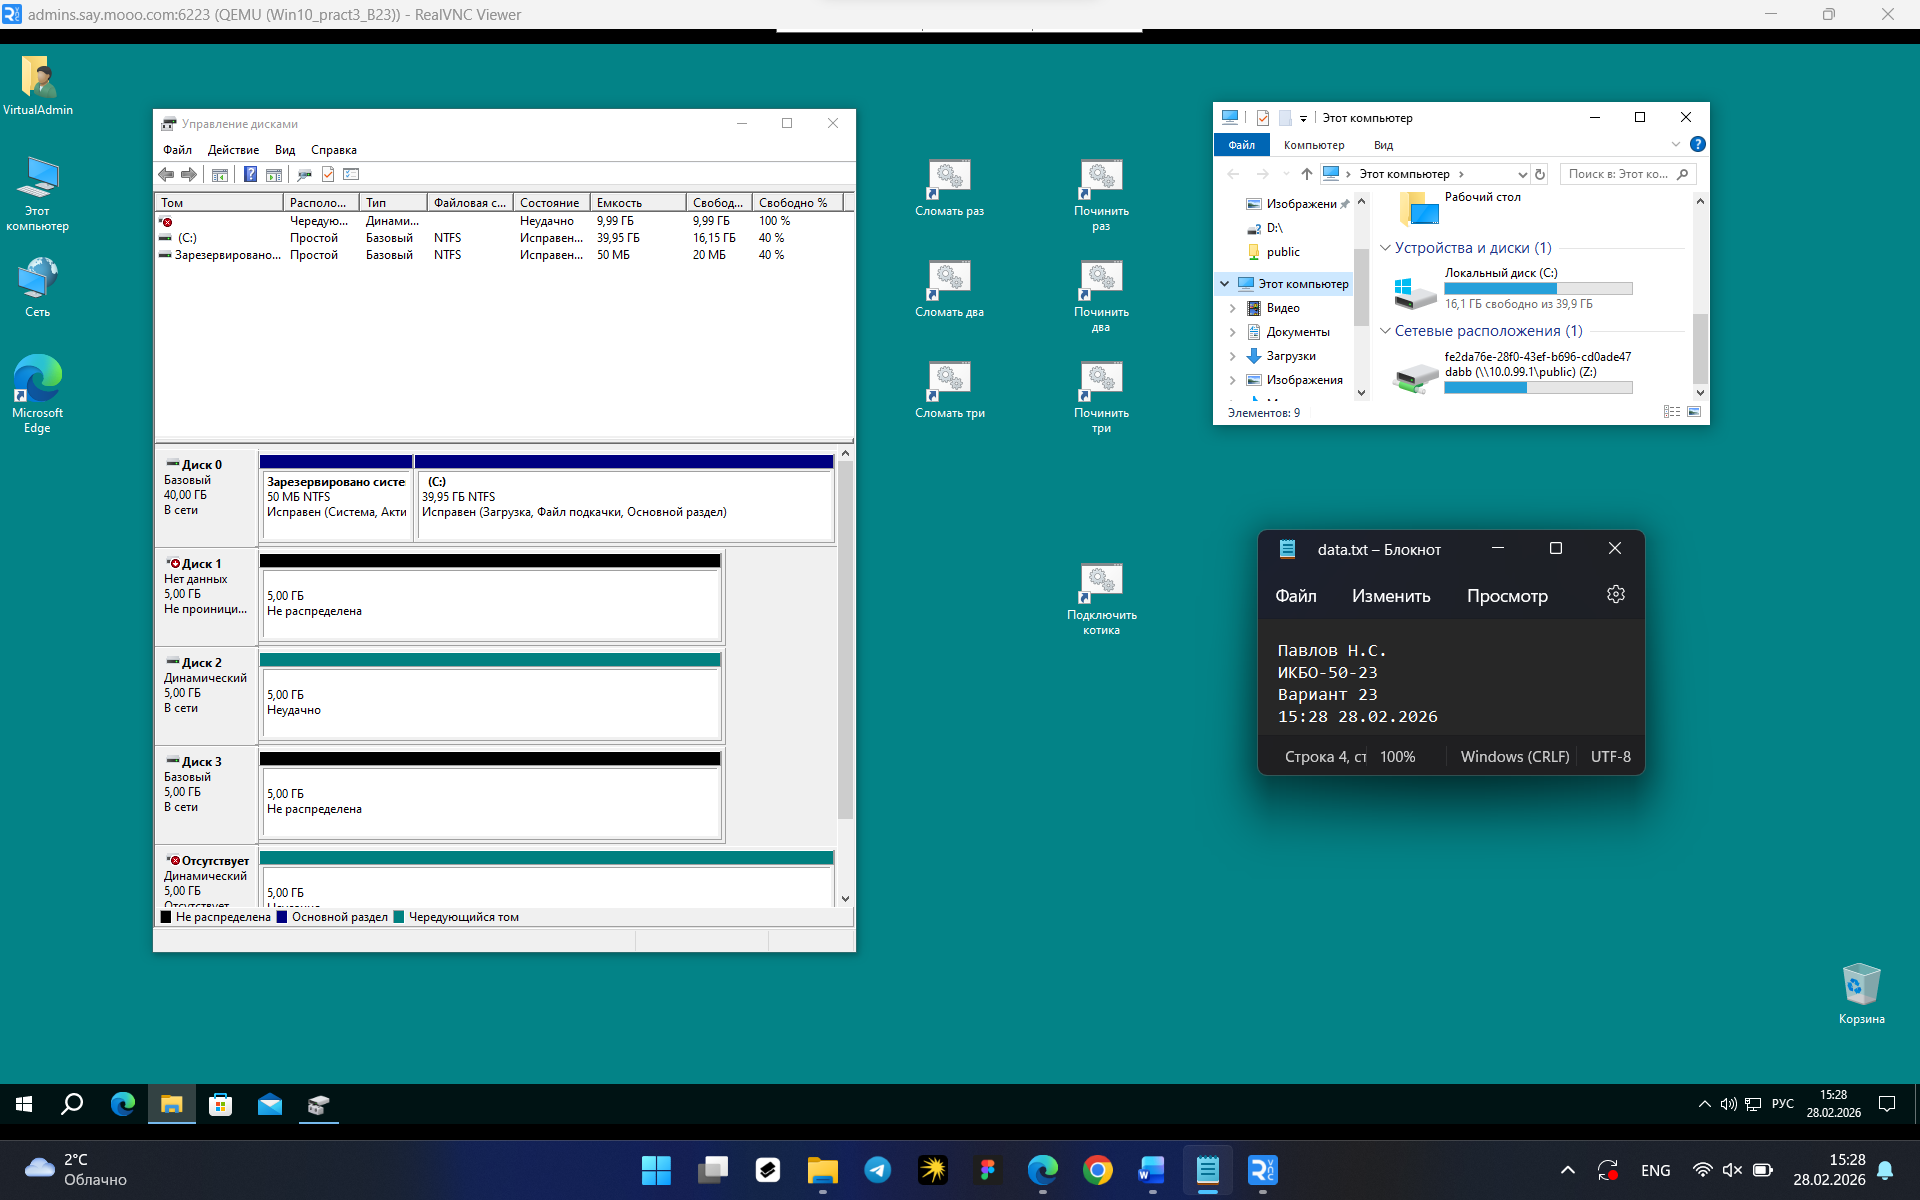 admins.say.mooo.com:6223 (QEMU (Win10_pract3_B23)) - RealVNC Viewer
VirtualAdmin
Этот
компьютер
Сеть
Microsoft
Edge
Управление дисками
Файл Действие Вид Справка
Том Располо... Тип Файловая с... Состояние Емкость Свобод... Свободно %
Чередую... Динами... Неудачно 9,99 ГБ 9,99 ГБ 100 %
(C:) Простой Базовый NTFS Исправен... 39,95 ГБ 16,15 ГБ 40 %
Зарезервировано... Простой Базовый NTFS Исправен... 50 МБ 20 МБ 40 %
Диск 0
Базовый
40,00 ГБ
В сети
Зарезервировано систе
50 МБ NTFS
Исправен (Система, Акти
(C:)
39,95 ГБ NTFS
Исправен (Загрузка, Файл подкачки, Основной раздел)
Диск 1
Нет данных
5,00 ГБ
Не проиници...
5,00 ГБ
Не распределена
Диск 2
Динамический
5,00 ГБ
В сети
5,00 ГБ
Неудачно
Диск 3
Базовый
5,00 ГБ
В сети
5,00 ГБ
Не распределена
Отсутствует
Динамический
5,00 ГБ
Отсутствует
5,00 ГБ
Не распределена Основной раздел Чередующийся том
Сломать раз
Починить
раз
Сломать два
Починить
два
Сломать три
Починить
три
Подключить
котика
Этот компьютер
Файл Компьютер Вид
Этот компьютер
Поиск в: Этот ко...
Изображени
D:\
public
Этот компьютер
Видео
Документы
Загрузки
Изображения
Рабочий стол
Устройства и диски (1)
Локальный диск (C:)
16,1 ГБ свободно из 39,9 ГБ
Сетевые расположения (1)
fe2da76e-28f0-43ef-b696-cd0ade47
dabb (\\10.0.99.1\public) (Z:)
Элементов: 9
data.txt – Блокнот
Файл Изменить Просмотр
Павлов Н.С.
ИКБО-50-23
Вариант 23
15:28 28.02.2026
Строка 4, ст 100% Windows (CRLF) UTF-8
Корзина
РУС
15:28
28.02.2026
2°C
Облачно
ENG
15:28
28.02.2026